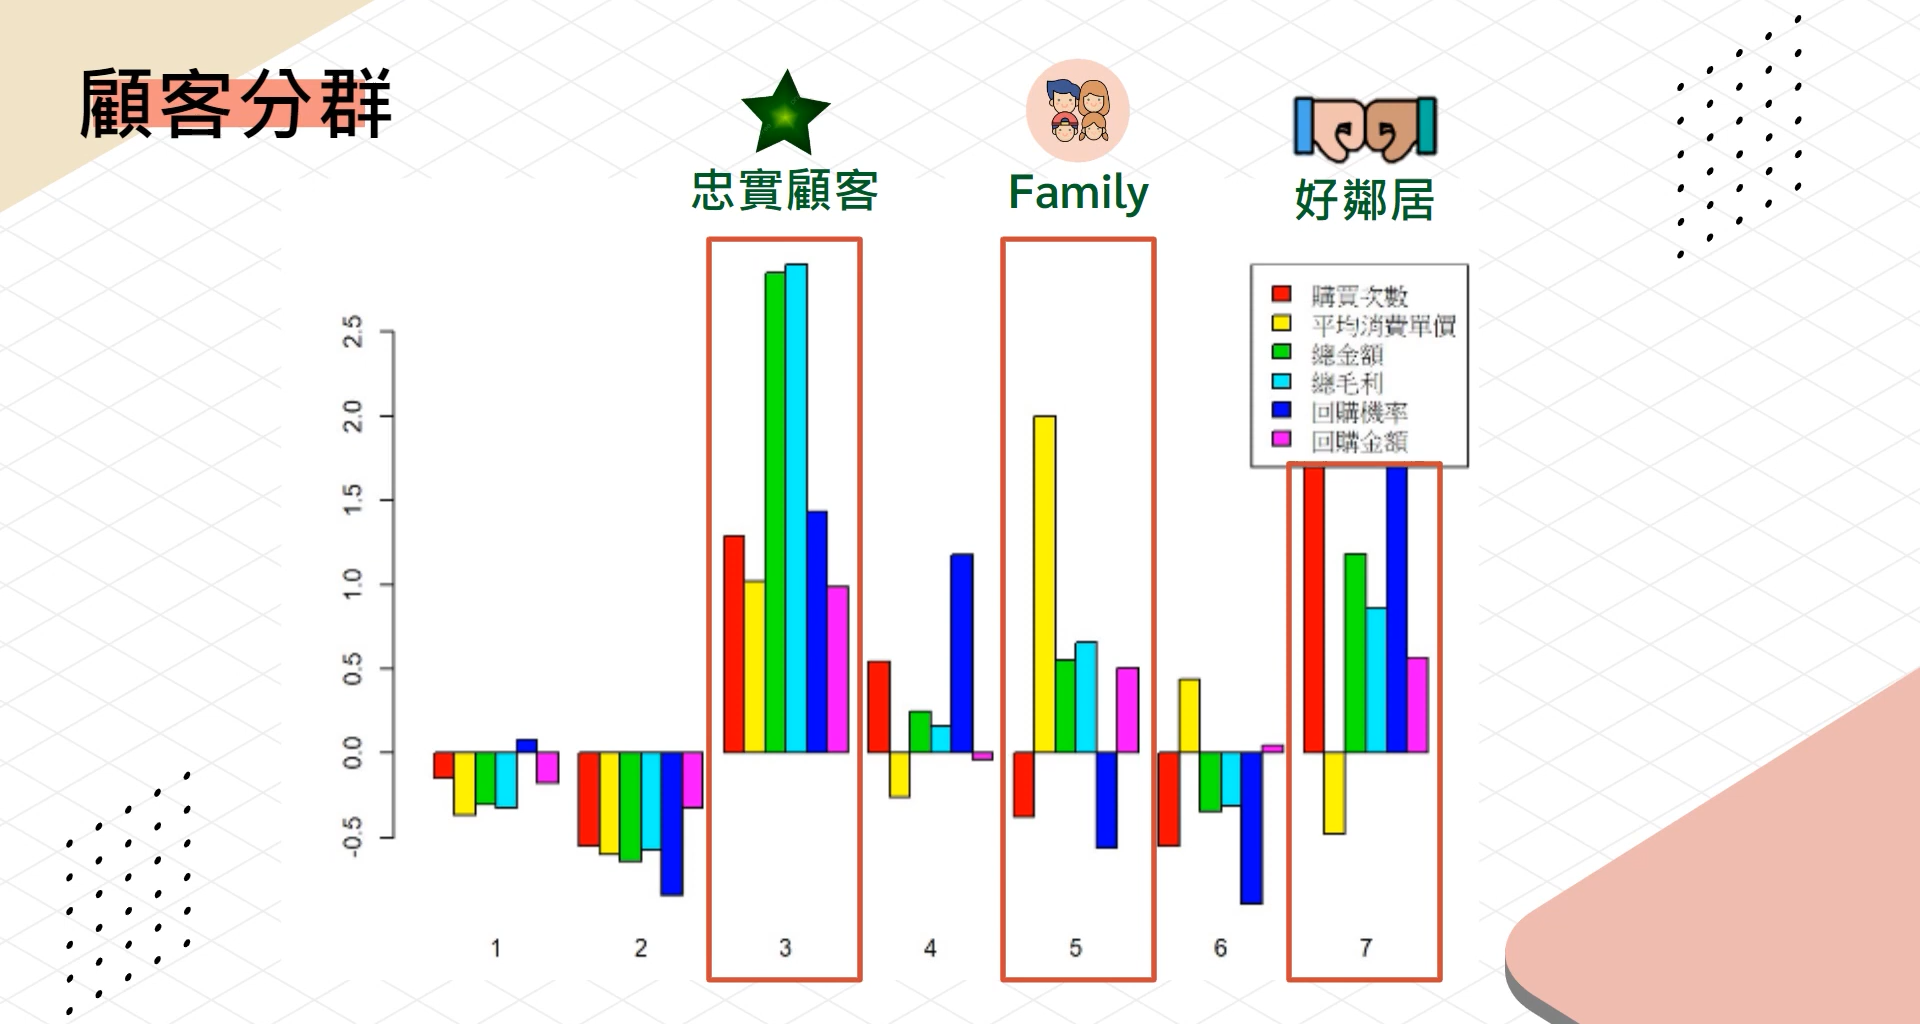 顧客分群
忠實顧客
Family
好鄰居
購買次數
平均消費單價
總金額
總毛利
回購機率
回購金額
2.5
2.0
1.5
1.0
0.5
0.0
-0.5
1 2 3 4 5 6 7